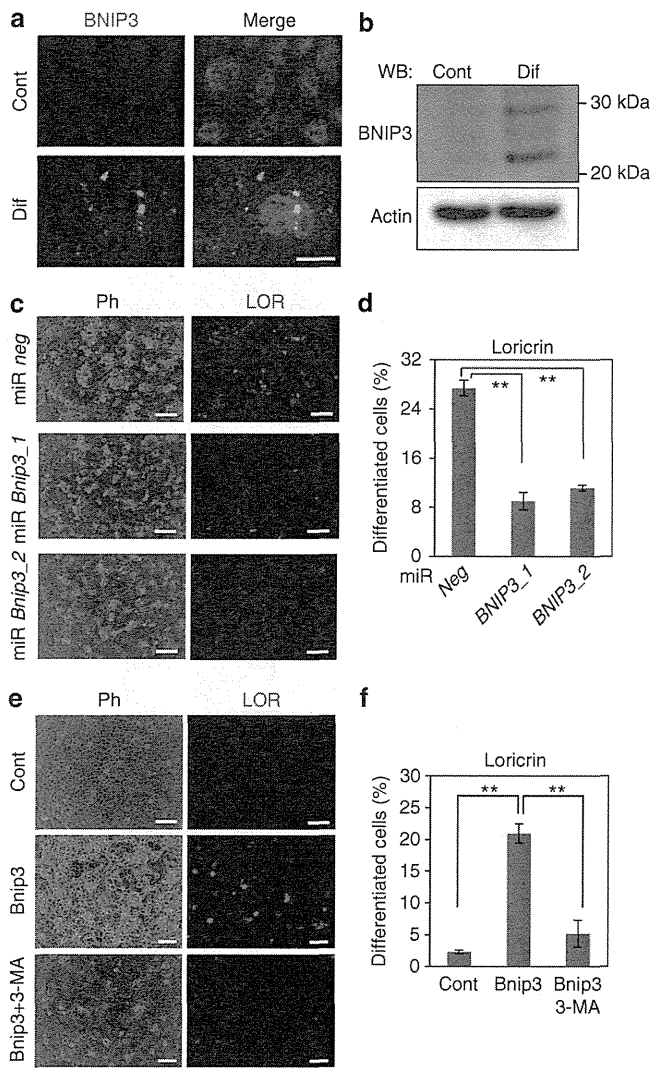 a
BNIP3
Merge
Cont
Dif
b
WB:
Cont
Dif
BNIP3
30 kDa
20 kDa
Actin
c
Ph
LOR
miR neg
miR Bnip3_1
miR Bnip3_2
d
Loricrin
Differentiated cells (%)
32
24
16
8
0
**
**
miR
Neg
BNIP3_1
BNIP3_2
e
Ph
LOR
Cont
Bnip3
Bnip3+3-MA
f
Loricrin
Differentiated cells (%)
30
25
20
15
10
5
0
**
**
Cont
Bnip3
Bnip3
3-MA